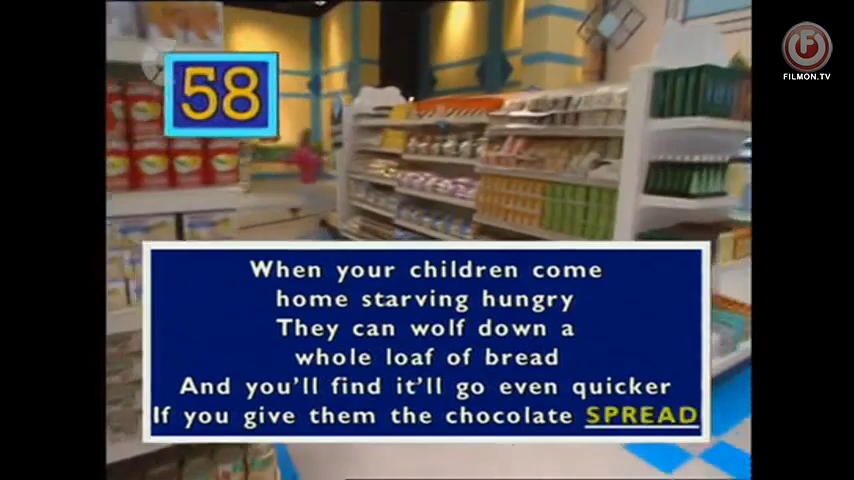 FILMON.TV
58
When your children come
home starving hungry
They can wolf down a
whole loaf of bread
And you'll find it'll go even quicker
If you give them the chocolate SPREAD